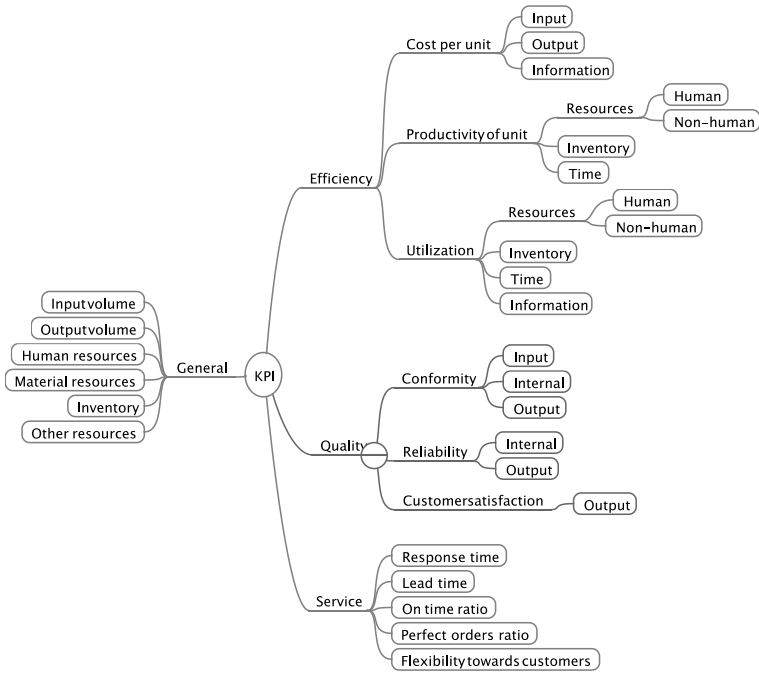 Input
Cost per unit
Output
Information
Human
Resources
Non-human
Productivity of unit
Inventory
Time
Efficiency
Human
Resources
Non-human
Utilization
Inventory
Time
Information
Input volume
Output volume
Human resources
Material resources
Inventory
Other resources
General
KPI
Input
Conformity
Internal
Output
Quality
Internal
Reliability
Output
Customer satisfaction
Output
Response time
Lead time
Service
On time ratio
Perfect orders ratio
Flexibility towards customers